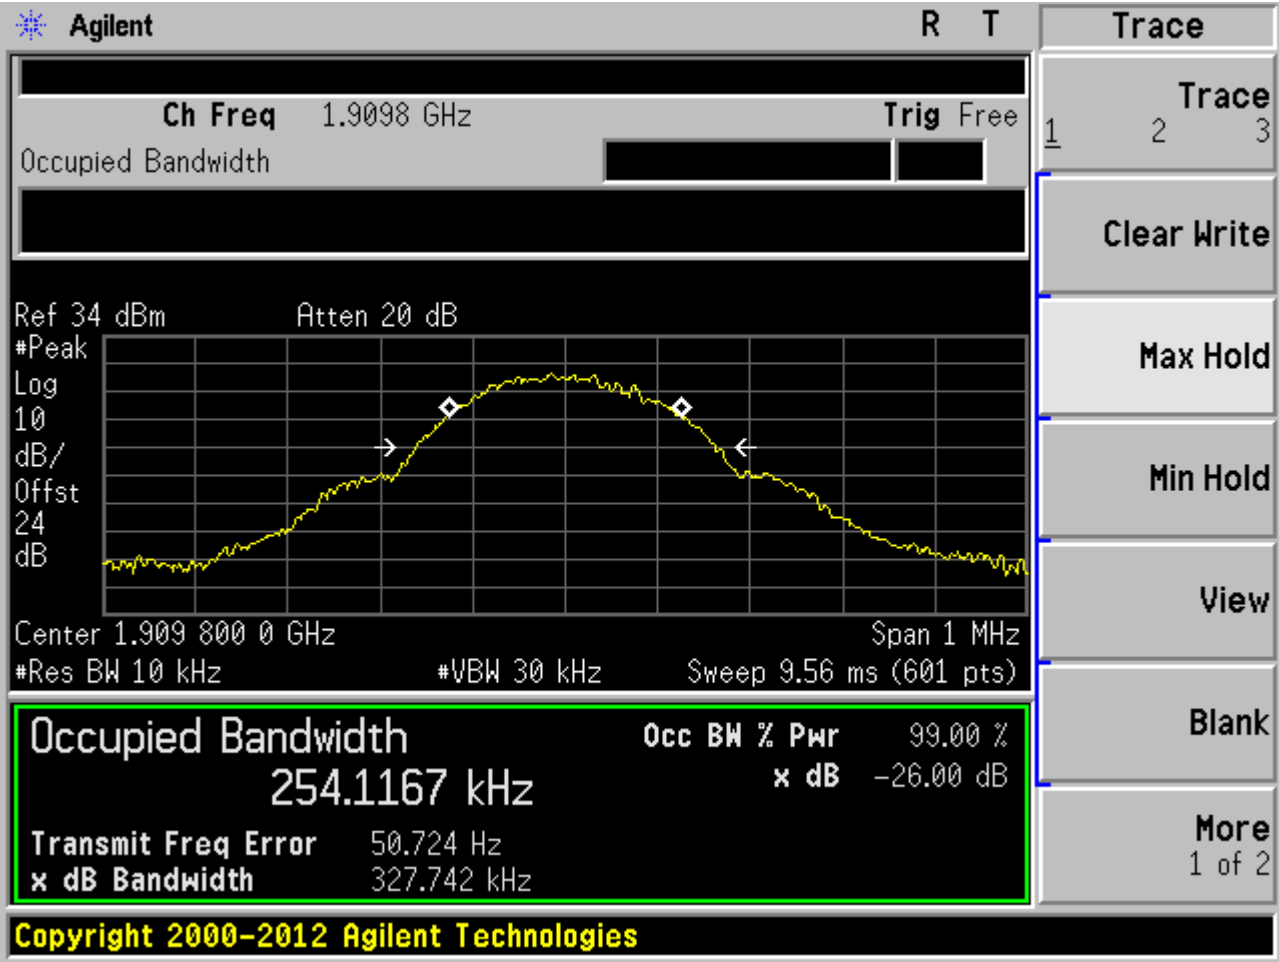 Agilent R T
Trace
Ch Freq 1.9098 GHz Trig Free
Occupied Bandwidth
Ref 34 dBm Atten 20 dB
#Peak
Log
10
dB/
Offst
24
dB
Center 1.909 800 0 GHz Span 1 MHz
#Res BW 10 kHz #VBW 30 kHz Sweep 9.56 ms (601 pts)
Occupied Bandwidth
254.1167 kHz
Occ BW % Pwr 99.00 %
x dB -26.00 dB
Transmit Freq Error 50.724 Hz
x dB Bandwidth 327.742 kHz
Copyright 2000-2012 Agilent Technologies
Trace
1 2 3
Clear Write
Max Hold
Min Hold
View
Blank
More
1 of 2